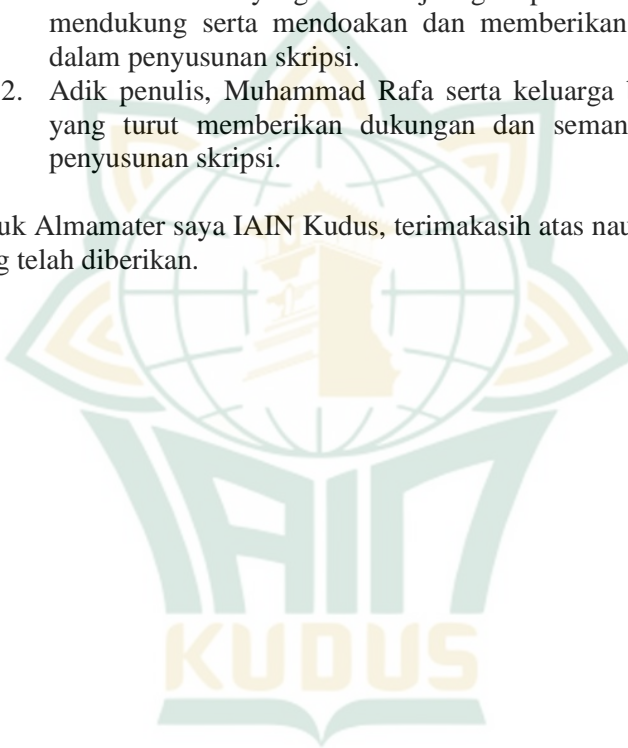 mendukung serta mendoakan dan memberikan
dalam penyusunan skripsi.
2. Adik penulis, Muhammad Rafa serta keluarga
yang turut memberikan dukungan dan seman
penyusunan skripsi.
uk Almamater saya IAIN Kudus, terimakasih atas nau
g telah diberikan.
IAIN
KUDUS